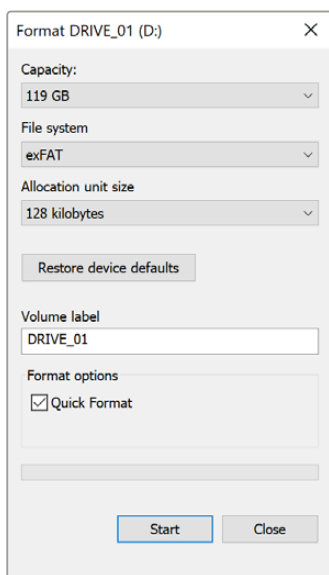 Format DRIVE_01 (D:)
Capacity:
119 GB
File system
exFAT
Allocation unit size
128 kilobytes
Restore device defaults
Volume label
DRIVE_01
Format options
Quick Format
Start Close